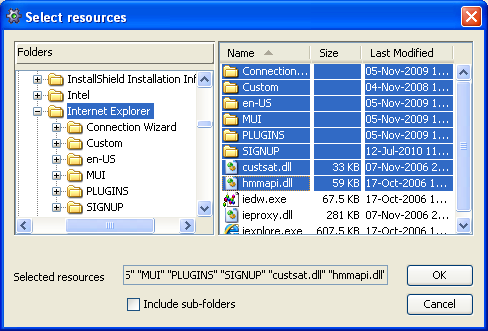 Select resources
Folders
InstallShield Installation Inf
Intel
Internet Explorer
Connection Wizard
Custom
en-US
MUI
PLUGINS
SIGNUP
Name Size Last Modified
Connection... 05-Nov-2009 1...
Custom 04-Nov-2008 1...
en-US 05-Nov-2009 1...
MUI 05-Nov-2009 1...
PLUGINS 05-Nov-2009 1...
SIGNUP 12-Jul-2010 11...
custsat.dll 33 KB 07-Nov-2006 2...
hmmapi.dll 59 KB 17-Oct-2006 1...
iedw.exe 67.5 KB 17-Oct-2006 1...
ieproxy.dll 281 KB 07-Nov-2006 2...
iexplore.exe 607.5 KB 17-Oct-2006 1...
Selected resources
S" "MUI" "PLUGINS" "SIGNUP" "custsat.dll" "hmmapi.dll"
OK
Include sub-folders
Cancel